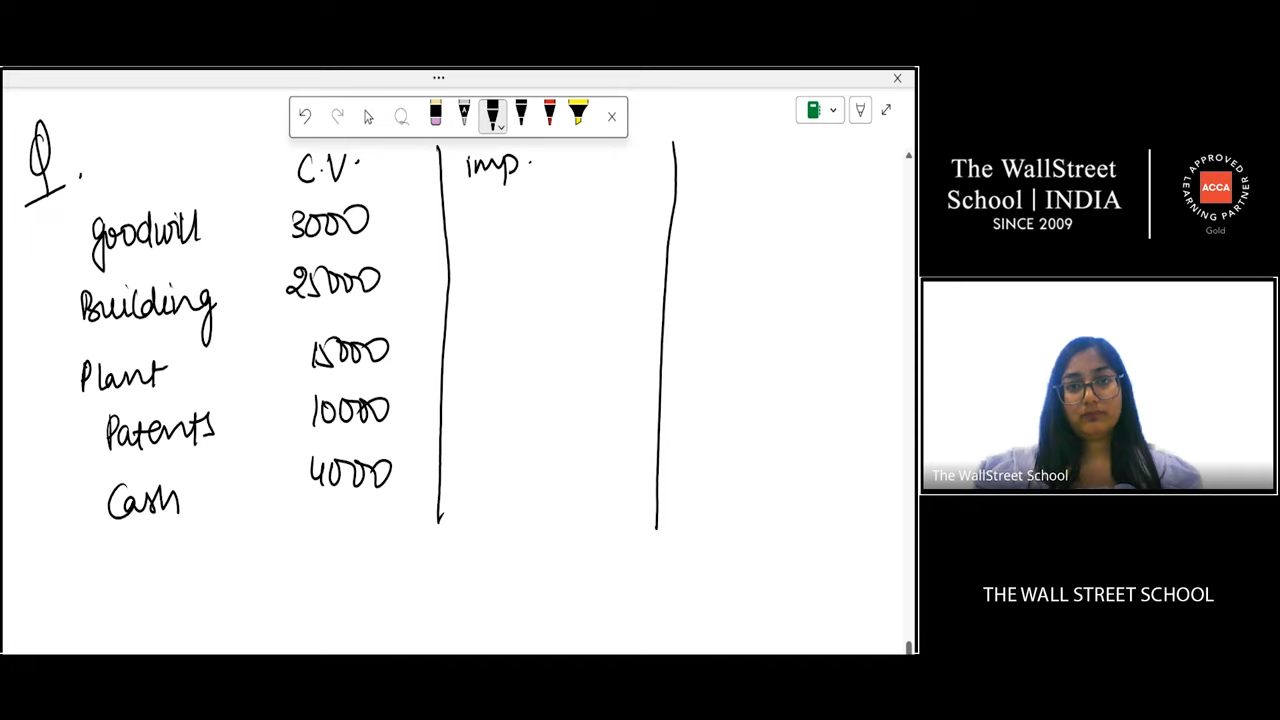 Q.
C.V. imp.
goodwill 3000
Building 25000
Plant 15000
Patents 10000
Cash 4000
The WallStreet
School | INDIA
SINCE 2009
APPROVED
LEARNING PARTNER
ACCA
Gold
The WallStreet School
THE WALL STREET SCHOOL